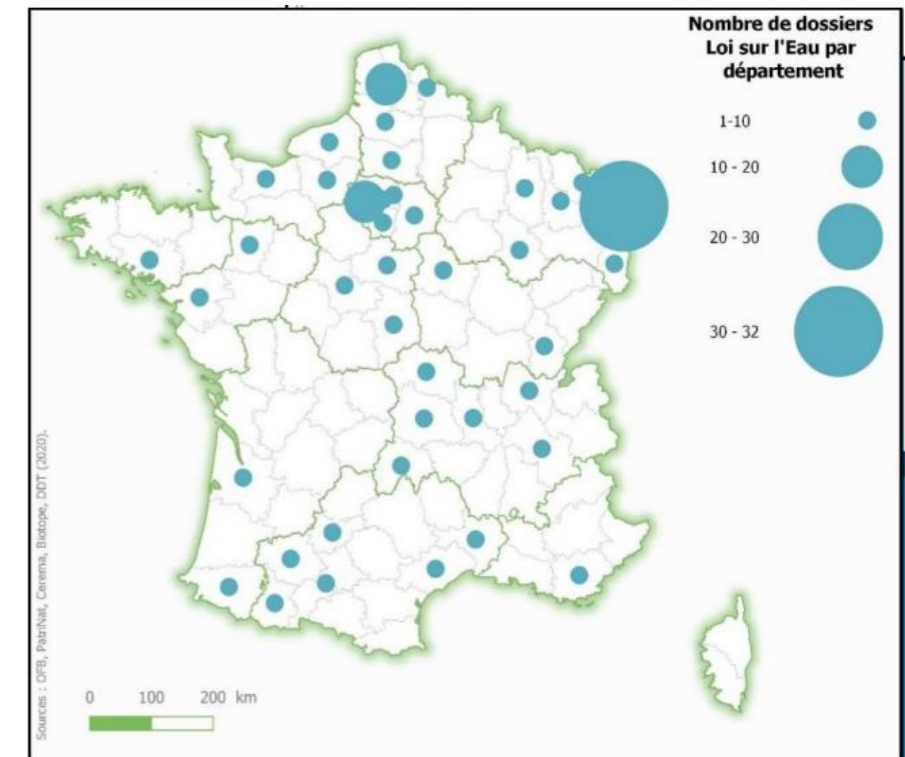 Nombre de dossiers
Loi sur l'Eau par
département
1-10
10 - 20
20 - 30
30 - 32
Sources : OFB, PatriNat, Cerema, Biotope, DDT (2020).
0 100 200 km